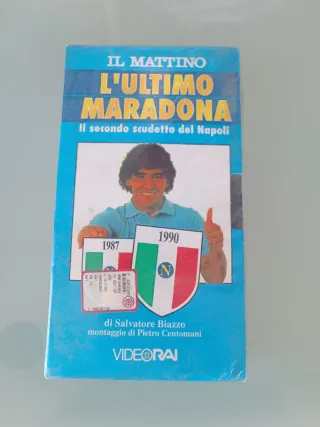 IL MATTINO
L'ULTIMO
MARADONA
Il secondo scudetto del Napoli
1987
1990
N
di Salvatore Biazzo
montaggio di Pietro Centomani
VIDEORAI